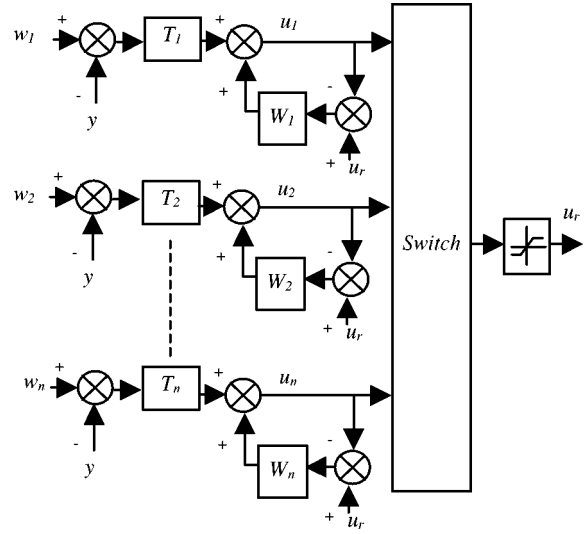 w1 + T1 + u1
- y + W1 - + ur
w2 + T2 + u2
- y + W2 - + ur
Switch ur
wn + Tn + un
- y + Wn - + ur